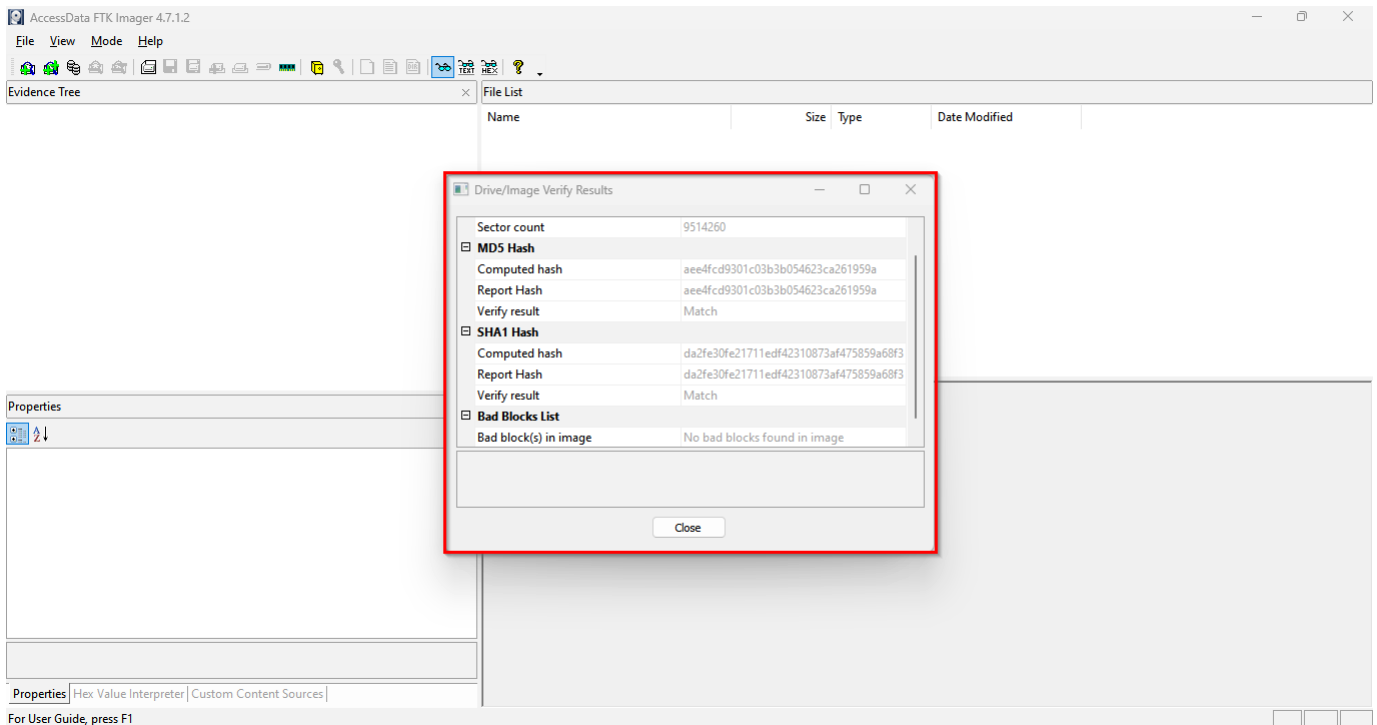 AccessData FTK Imager 4.7.1.2
File View Mode Help
TEXT HEX
Evidence Tree
File List
Name Size Type Date Modified
Drive/Image Verify Results
Sector count 9514260
MD5 Hash
Computed hash aee4fcd9301c03b3b054623ca261959a
Report Hash aee4fcd9301c03b3b054623ca261959a
Verify result Match
SHA1 Hash
Computed hash da2fe30fe21711edf42310873af475859a68f3
Report Hash da2fe30fe21711edf42310873af475859a68f3
Verify result Match
Bad Blocks List
Bad block(s) in image No bad blocks found in image
Close
Properties
Properties Hex Value Interpreter Custom Content Sources
For User Guide, press F1